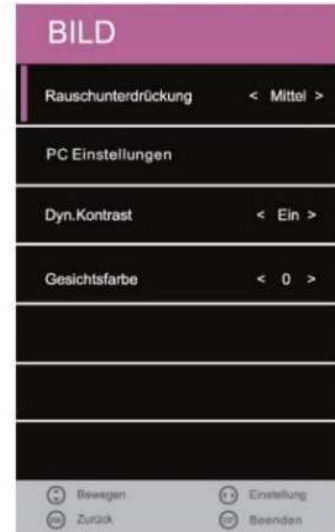 BILD
Rauschunterdrückung < Mittel >
PC Einstellungen
Dyn.Kontrast < Ein >
Gesichtsfarbe < 0 >
Bewegen Einstellung
Zurück Beenden